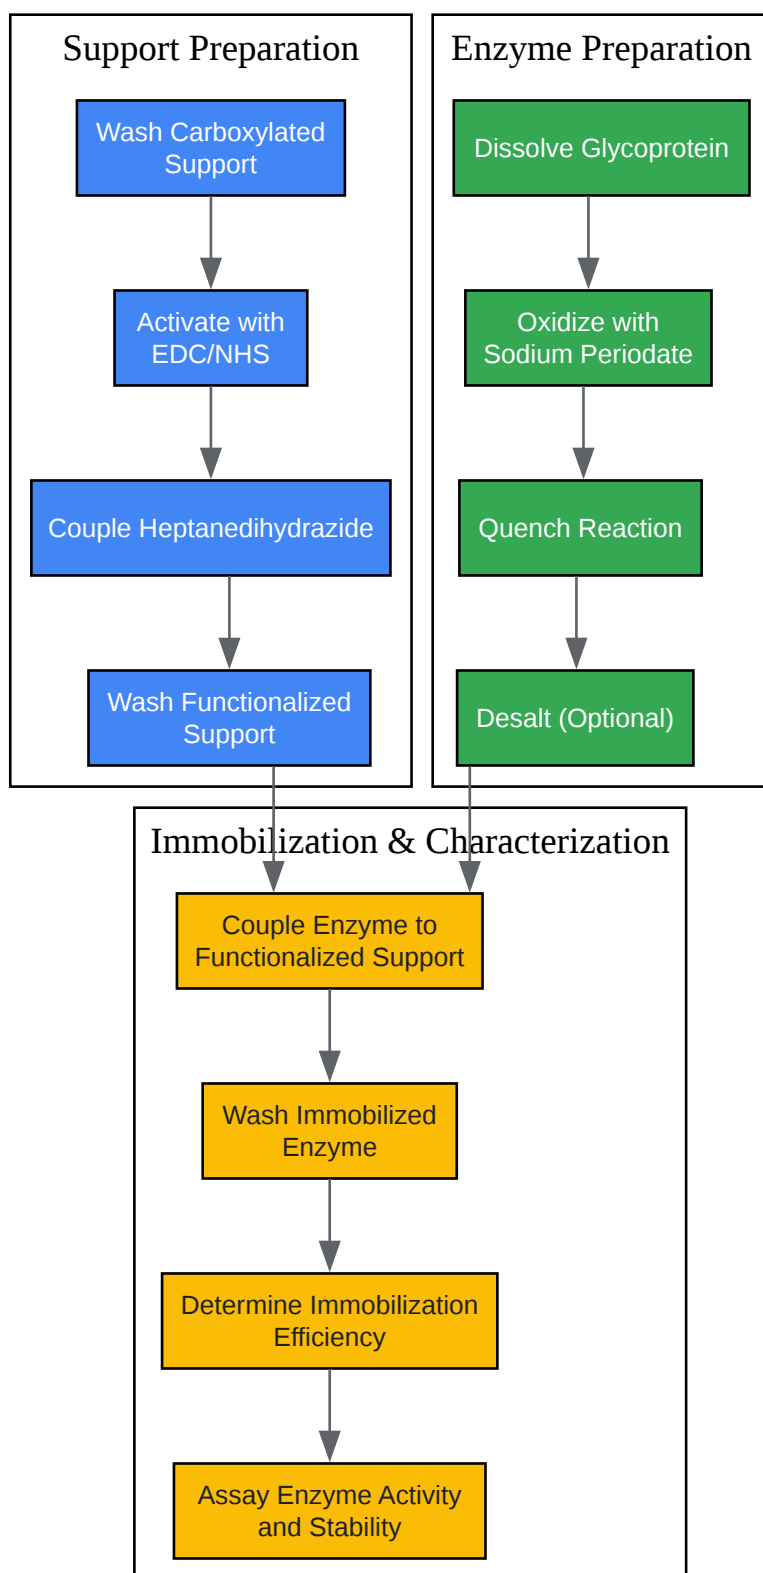 Support Preparation
Wash Carboxylated
Support
Activate with
EDC/NHS
Couple Heptanedihydrazide
Wash Functionalized
Support
Enzyme Preparation
Dissolve Glycoprotein
Oxidize with
Sodium Periodate
Quench Reaction
Desalt (Optional)
Immobilization & Characterization
Couple Enzyme to
Functionalized Support
Wash Immobilized
Enzyme
Determine Immobilization
Efficiency
Assay Enzyme Activity
and Stability